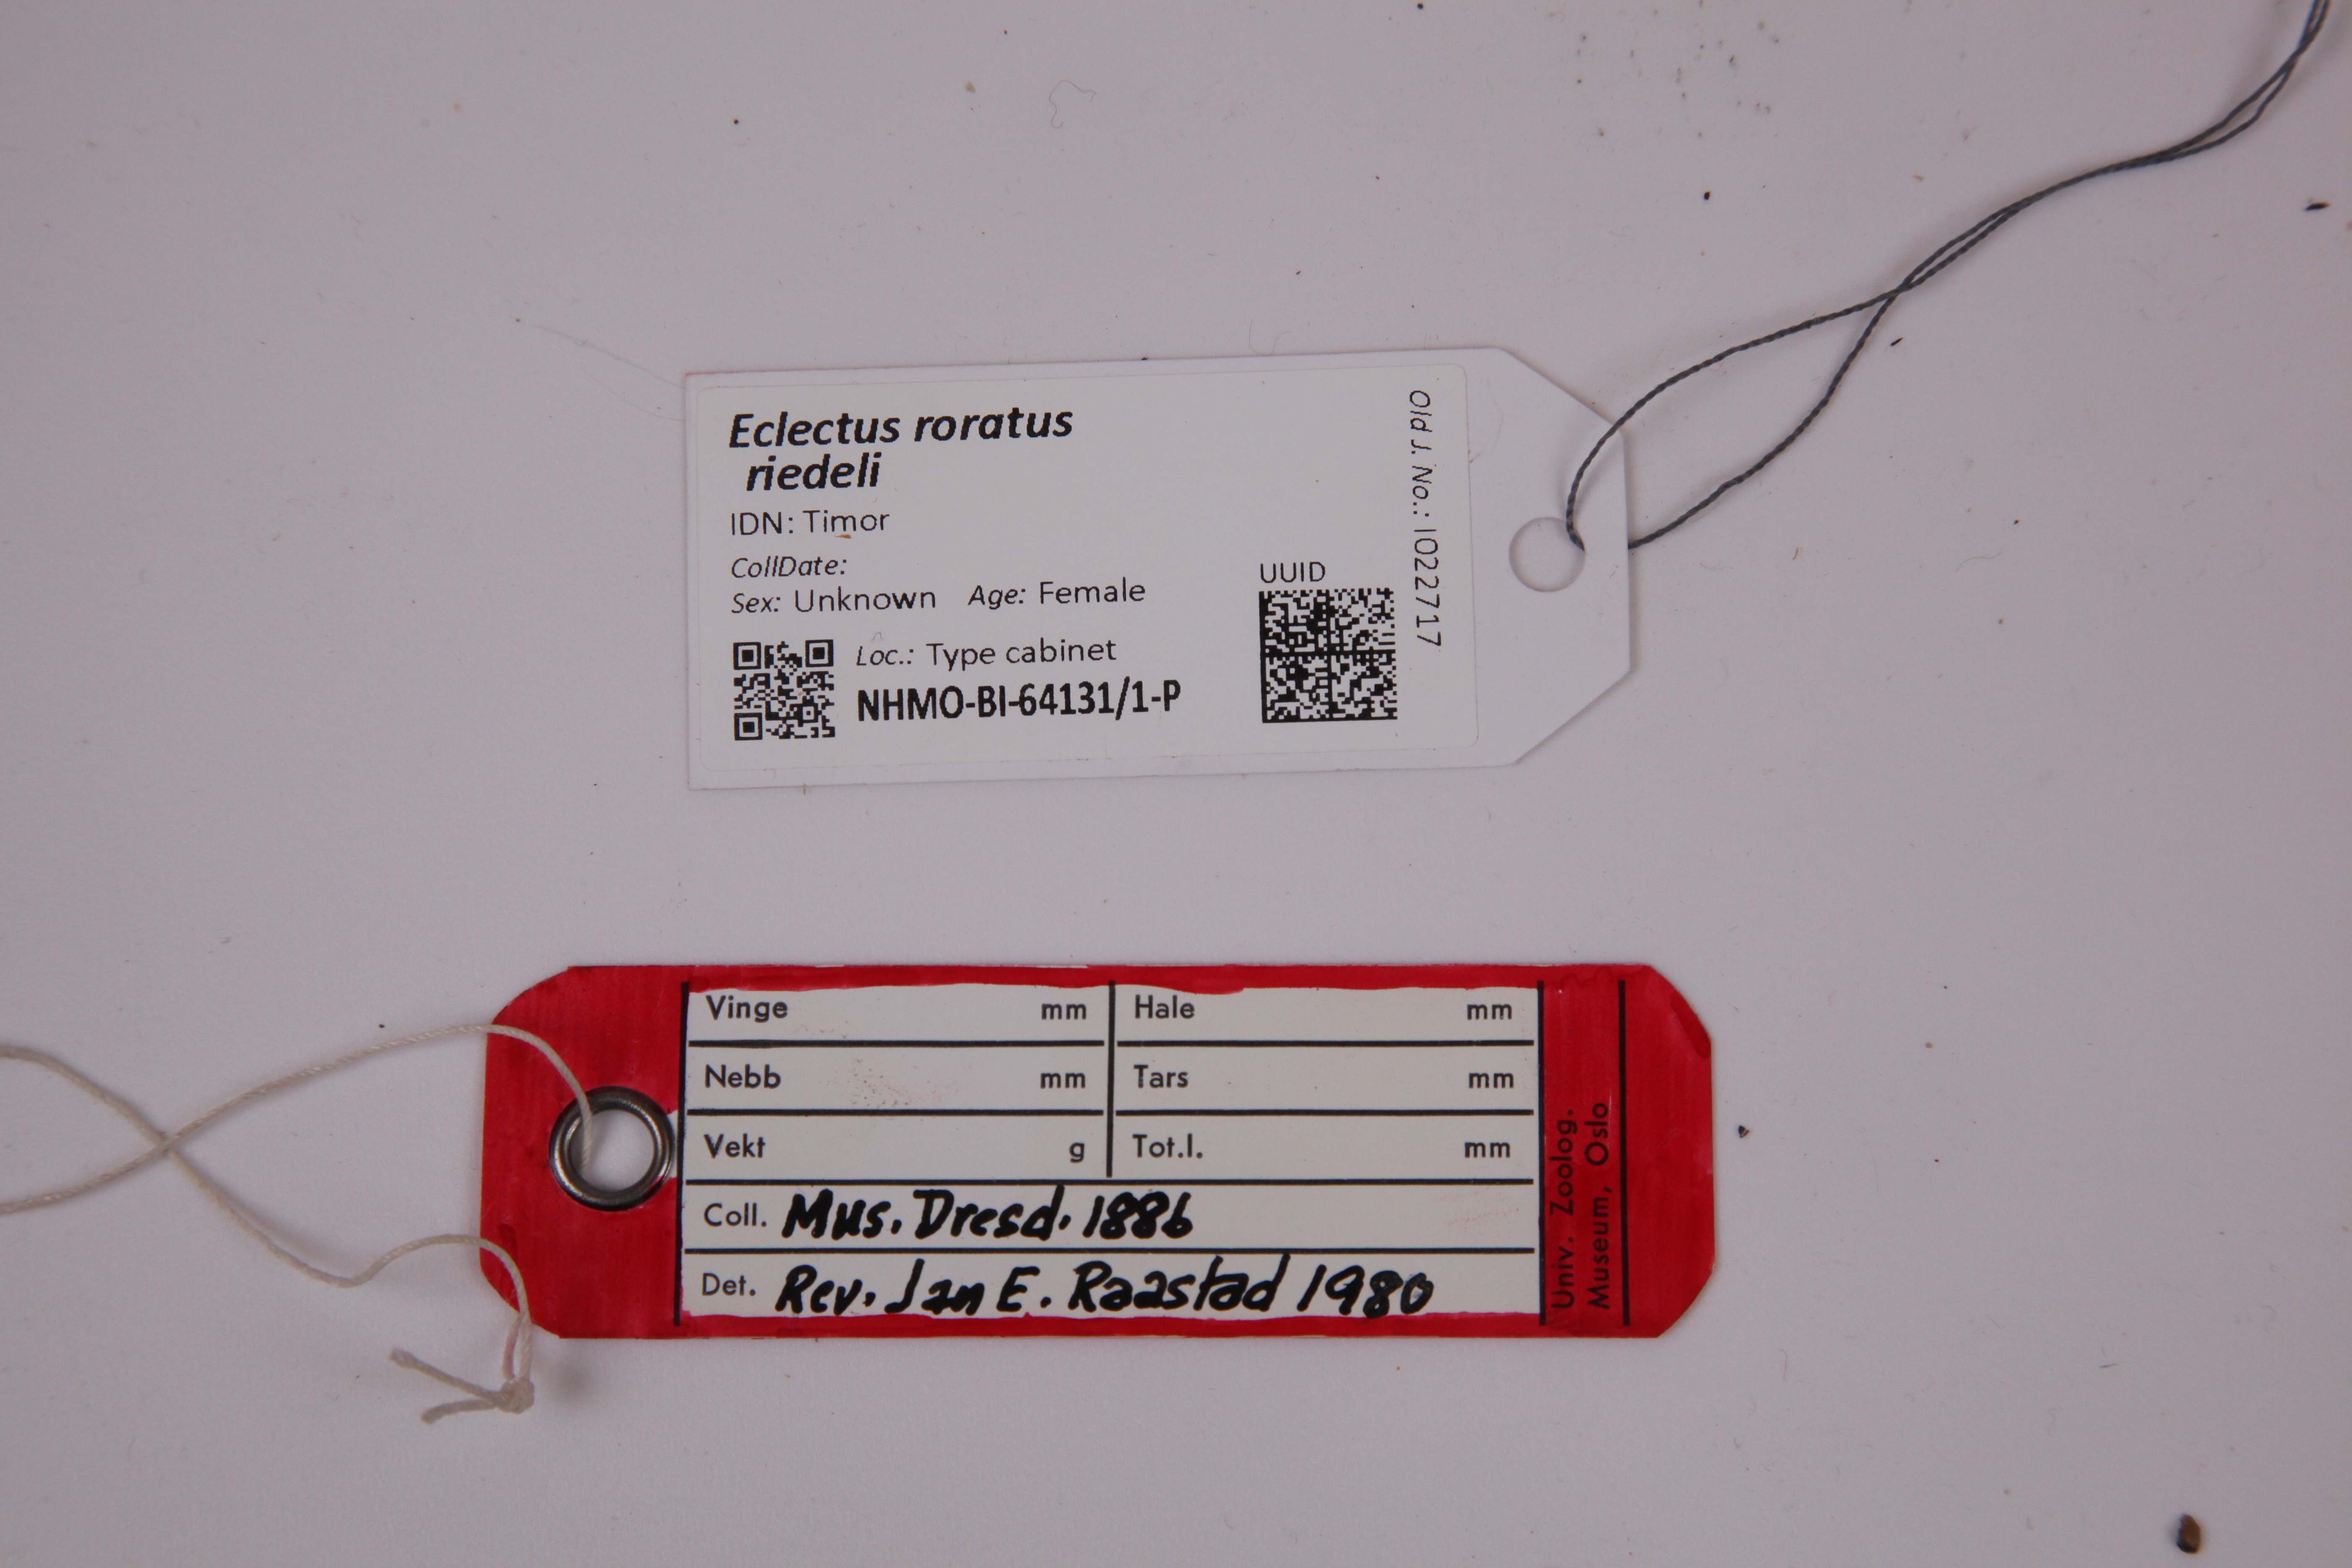 Eclectus roratus
riedeli
IDN: Timor
CollDate:
Sex: Unknown Age: Female
Loc.: Type cabinet
NHMO-BI-64131/1-P
UUID
Old J. No.: 1022717
Vinge mm Hale mm
Nebb mm Tars mm
Vekt g Tot.l. mm
Coll. Mus. Dresd. 1886
Det. Rev. Jan E. Raastad 1980
Univ. Zoolog.
Museum, Oslo